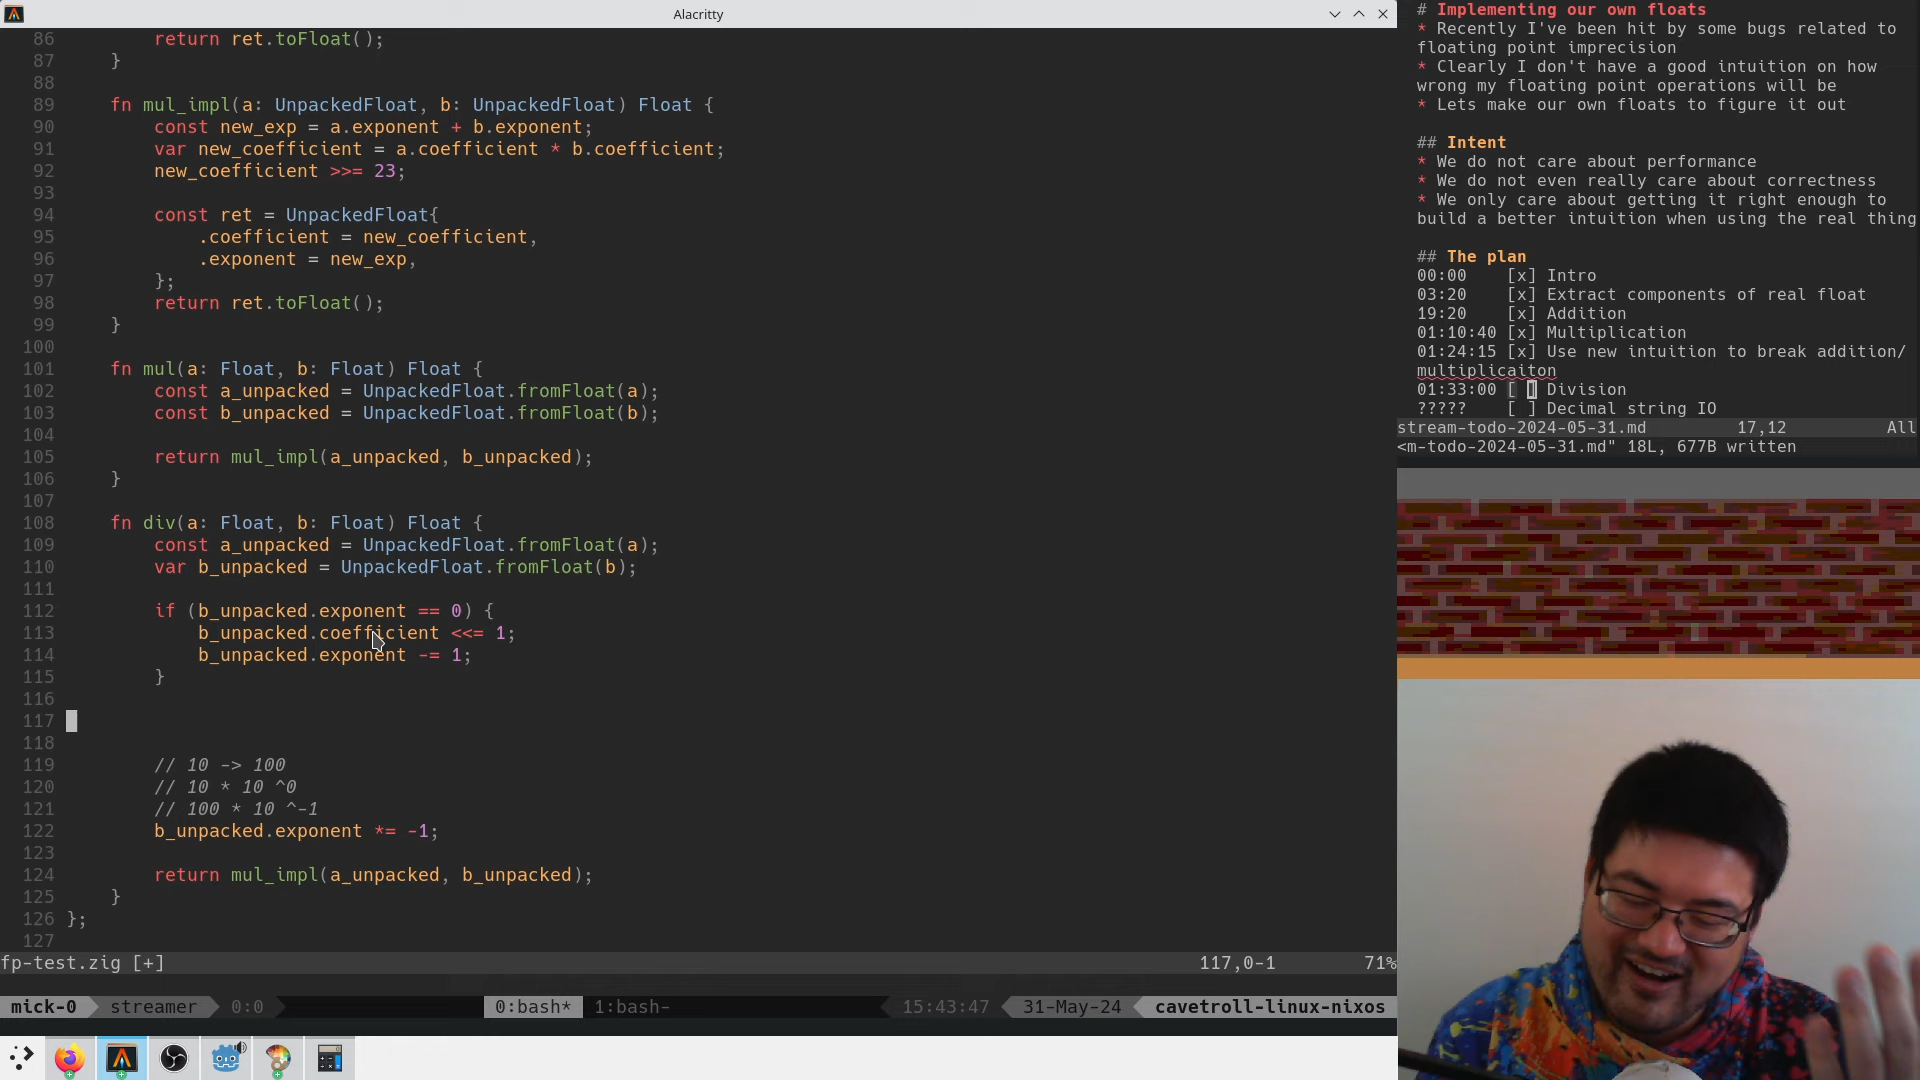 Alacritty
86 return ret.toFloat();
87 }
88
89 fn mul_impl(a: UnpackedFloat, b: UnpackedFloat) Float {
90 const new_exp = a.exponent + b.exponent;
91 var new_coefficient = a.coefficient * b.coefficient;
92 new_coefficient >>= 23;
93
94 const ret = UnpackedFloat{
95 .coefficient = new_coefficient,
96 .exponent = new_exp,
97 };
98 return ret.toFloat();
99 }
100
101 fn mul(a: Float, b: Float) Float {
102 const a_unpacked = UnpackedFloat.fromFloat(a);
103 const b_unpacked = UnpackedFloat.fromFloat(b);
104
105 return mul_impl(a_unpacked, b_unpacked);
106 }
107
108 fn div(a: Float, b: Float) Float {
109 const a_unpacked = UnpackedFloat.fromFloat(a);
110 var b_unpacked = UnpackedFloat.fromFloat(b);
111
112 if (b_unpacked.exponent == 0) {
113 b_unpacked.coefficient <<= 1;
114 b_unpacked.exponent -= 1;
115 }
116
117
118
119 // 10 -> 100
120 // 10 * 10 ^0
121 // 100 * 10 ^-1
122 b_unpacked.exponent *= -1;
123
124 return mul_impl(a_unpacked, b_unpacked);
125 }
126 };
127
fp-test.zig [+] 117,0-1 71%
mick-0 streamer 0:0 0:bash* 1:bash- 15:43:47 31-May-24 cavetroll-linux-nixos
# Implementing our own floats
* Recently I've been hit by some bugs related to
floating point imprecision
* Clearly I don't have a good intuition on how
wrong my floating point operations will be
* Lets make our own floats to figure it out
## Intent
* We do not care about performance
* We do not even really care about correctness
* We only care about getting it right enough to
build a better intuition when using the real thing
## The plan
00:00 [x] Intro
03:20 [x] Extract components of real float
19:20 [x] Addition
01:10:40 [x] Multiplication
01:24:15 [x] Use new intuition to break addition/
multiplicaiton
01:33:00 [ ] Division
????? [ ] Decimal string IO
stream-todo-2024-05-31.md 17,12 All
<m-todo-2024-05-31.md" 18L, 677B written